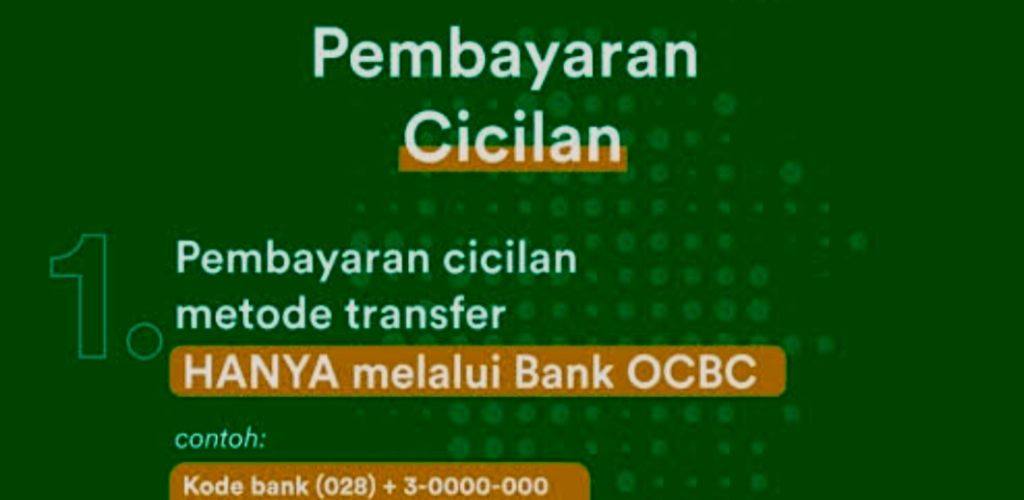 Pembayaran
Cicilan
1.
Pembayaran cicilan
metode transfer
HANYA melalui Bank OCBC
contoh:
Kode bank (028) + 3-0000-000